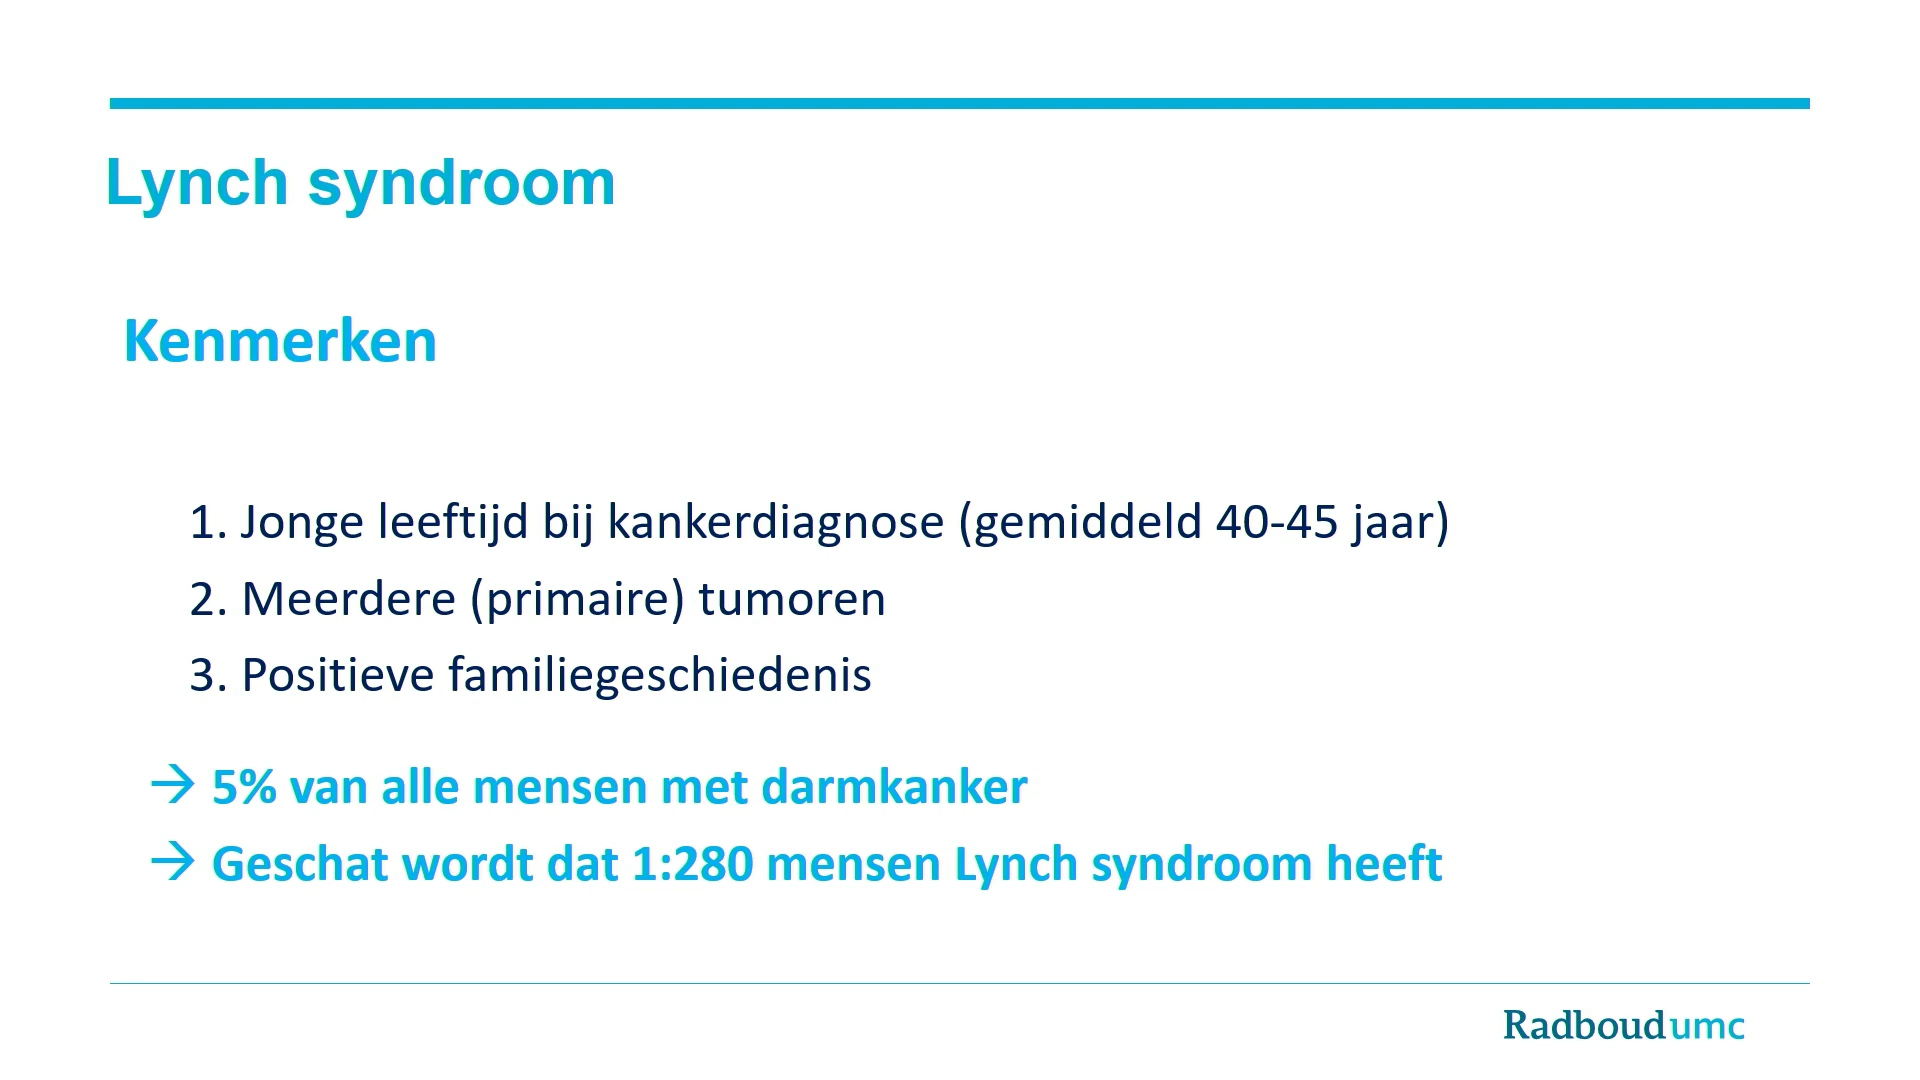 Lynch syndroom
Kenmerken
1. Jonge leeftijd bij kankerdiagnose (gemiddeld 40-45 jaar)
2. Meerdere (primaire) tumoren
3. Positieve familiegeschiedenis
→ 5% van alle mensen met darmkanker
→ Geschat wordt dat 1:280 mensen Lynch syndroom heeft
Radboudumc